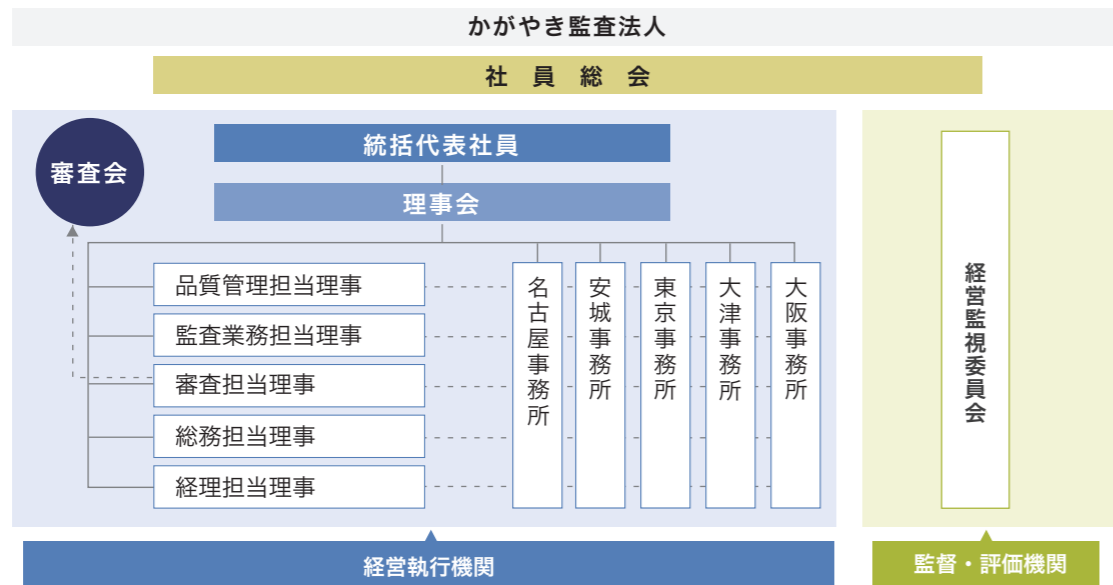 かがやき監査法人
社員総会
審査会
統括代表社員
理事会
品質管理担当理事
監査業務担当理事
審査担当理事
総務担当理事
経理担当理事
名古屋事務所
安城事務所
東京事務所
大津事務所
大阪事務所
経営監視委員会
経営執行機関
監督・評価機関